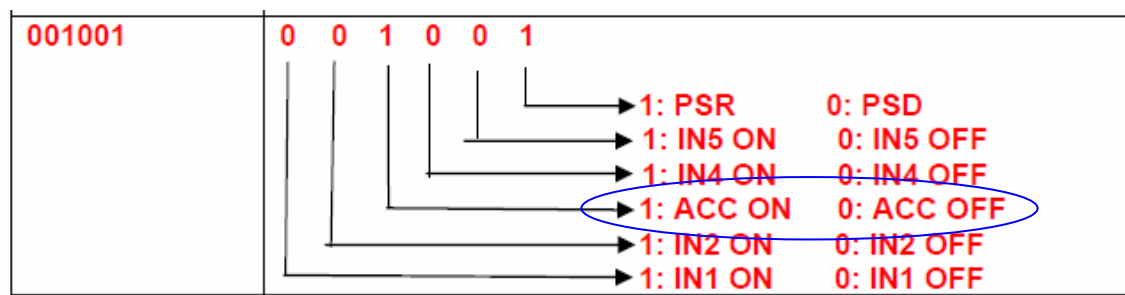 001001
0 0 1 0 0 1
1: PSR 0: PSD
1: IN5 ON 0: IN5 OFF
1: IN4 ON 0: IN4 OFF
1: ACC ON 0: ACC OFF
1: IN2 ON 0: IN2 OFF
1: IN1 ON 0: IN1 OFF